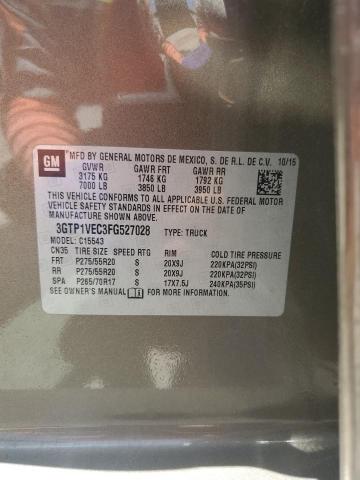 GM
MFD BY GENERAL MOTORS DE MEXICO, S. DE R.L. DE C.V. 10/15
GVWR GAWR FRT GAWR RR
3175 KG 1746 KG 1792 KG
7000 LB 3850 LB 3950 LB
THIS VEHICLE CONFORMS TO ALL APPLICABLE U.S. FEDERAL MOTOR
VEHICLE SAFETY STANDARDS IN EFFECT ON THE DATE OF
MANUFACTURE SHOWN ABOVE.
3GTP1VEC3FG527028 TYPE: TRUCK
MODEL: C15543
CN35 TIRE SIZE SPEED RTG RIM COLD TIRE PRESSURE
FRT P275/55R20 S 20X9J 220KPA(32PSI)
RR P275/55R20 S 20X9J 220KPA(32PSI)
SPA P265/70R17 S 17X7.5J 240KPA(35PSI)
SEE OWNER'S MANUAL FOR MORE INFORMATION.